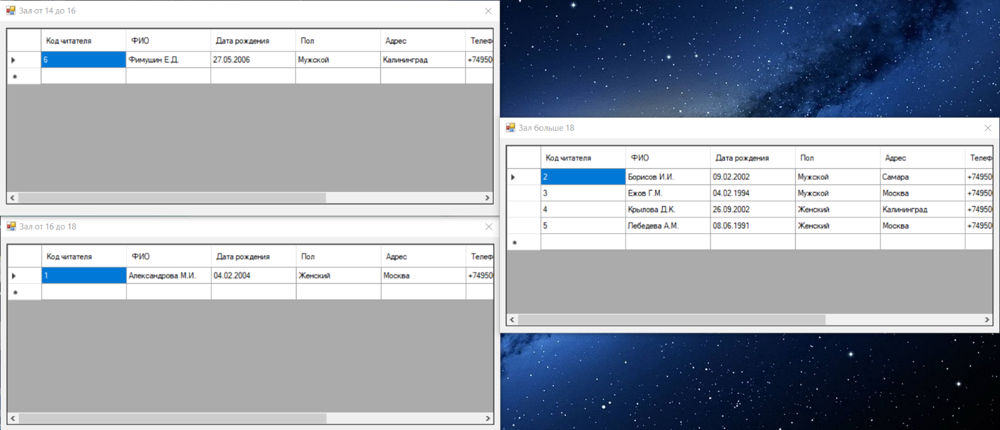 Зал от 14 до 16
Код читателя ФИО Дата рождения Пол Адрес Телеф
6 Фимушин Е.Д. 27.05.2006 Мужской Калининград +74950
Зал от 16 до 18
Код читателя ФИО Дата рождения Пол Адрес Телеф
1 Александрова М.И. 04.02.2004 Женский Москва +74950
Зал больше 18
Код читателя ФИО Дата рождения Пол Адрес Телеф
2 Борисов И.И. 09.02.2002 Мужской Самара +74950
3 Ежов Г.М. 04.02.1994 Мужской Москва +74950
4 Крылова Д.К. 26.09.2002 Женский Калининград +74950
5 Лебедева А.М. 08.06.1991 Женский Москва +74950